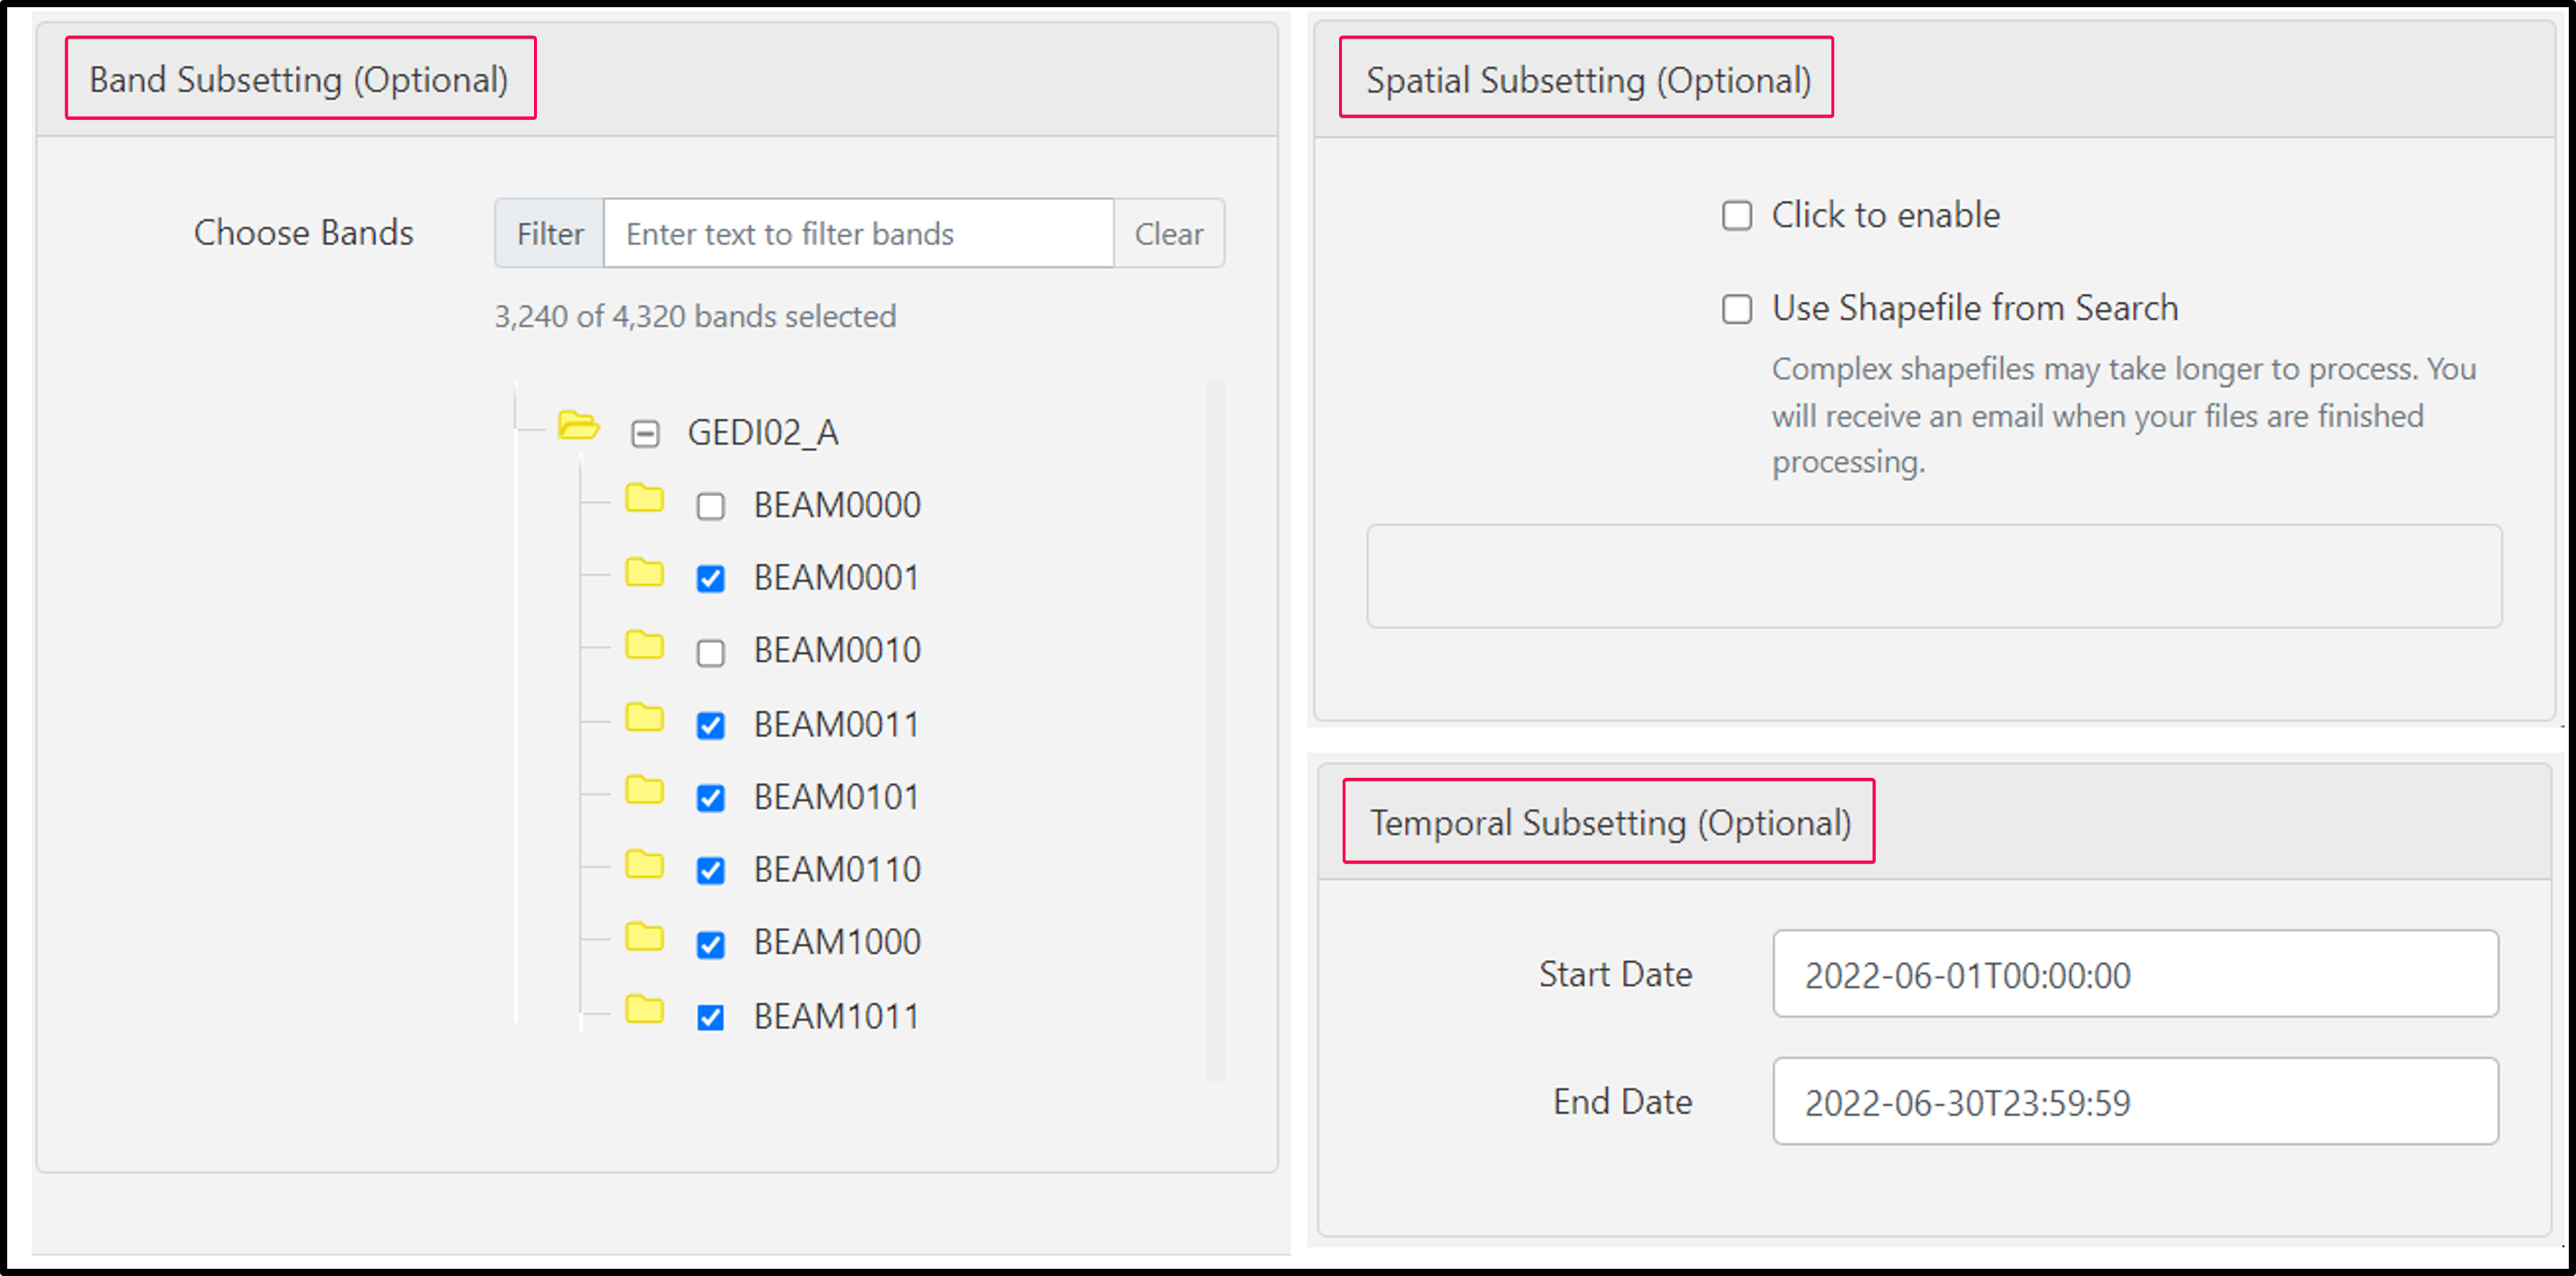 Band Subsetting (Optional)
Choose Bands
Filter
Enter text to filter bands
Clear
3,240 of 4,320 bands selected
GEDI02_A
BEAM0000
BEAM0001
BEAM0010
BEAM0011
BEAM0101
BEAM0110
BEAM1000
BEAM1011
Spatial Subsetting (Optional)
Click to enable
Use Shapefile from Search
Complex shapefiles may take longer to process. You
will receive an email when your files are finished
processing.
Temporal Subsetting (Optional)
Start Date
2022-06-01T00:00:00
End Date
2022-06-30T23:59:59